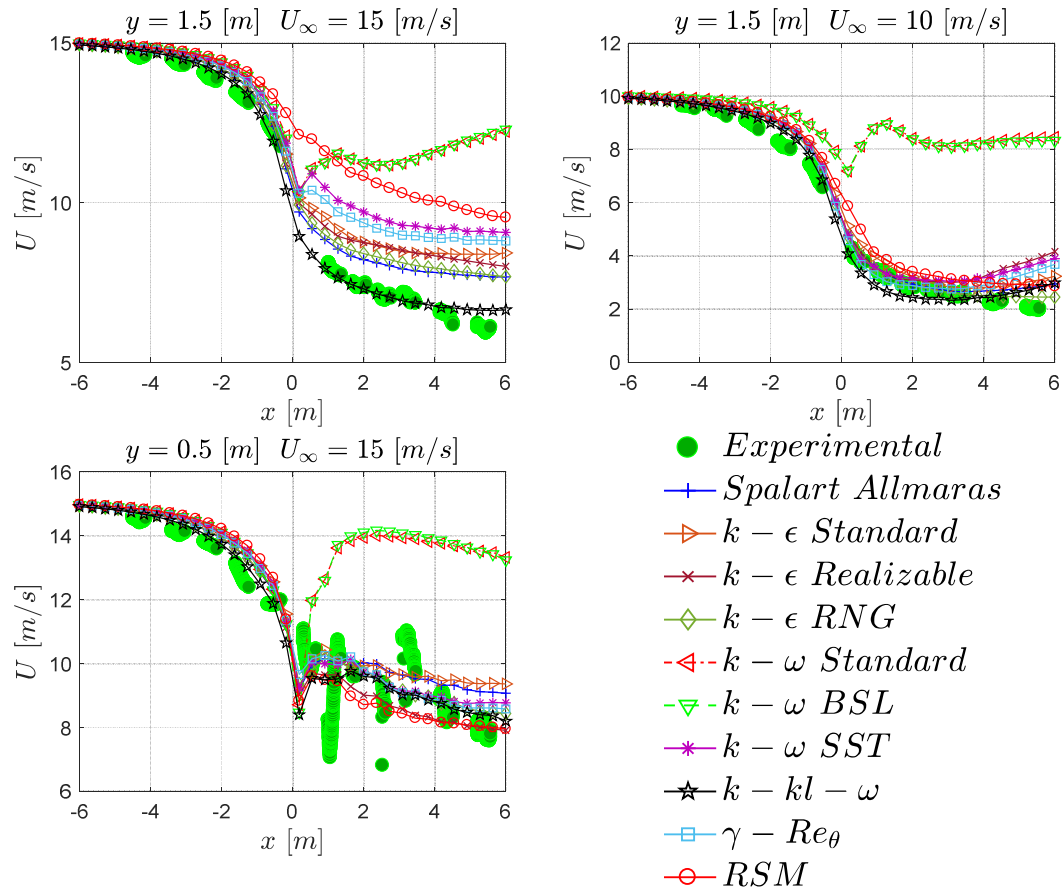 y = 1.5 [m] U∞ = 15 [m/s]
15
10
5
U [m/s]
-6 -4 -2 0 2 4 6
x [m]
y = 1.5 [m] U∞ = 10 [m/s]
12
10
8
6
4
2
0
U [m/s]
-6 -4 -2 0 2 4 6
x [m]
y = 0.5 [m] U∞ = 15 [m/s]
16
14
12
10
8
6
U [m/s]
-6 -4 -2 0 2 4 6
x [m]
Experimental
Spalart Allmaras
k − ϵ Standard
k − ϵ Realizable
k − ϵ RNG
k − ω Standard
k − ω BSL
k − ω SST
k − kl − ω
γ − Reθ
RSM